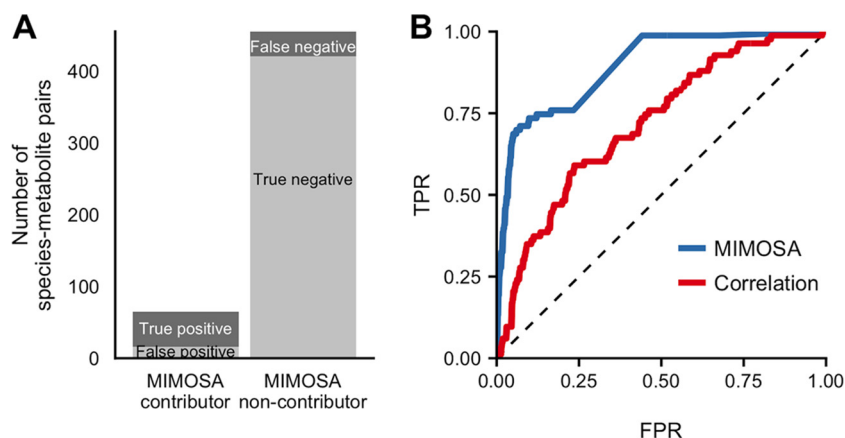 A
Number of
species-metabolite pairs
400
300
200
100
0
False negative
True negative
True positive
False positive
MIMOSA
contributor
MIMOSA
non-contributor
B
TPR
1.00
0.75
0.50
0.25
0.00
MIMOSA
Correlation
0.00 0.25 0.50 0.75 1.00
FPR